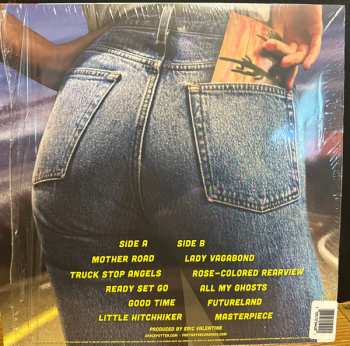 SIDE A SIDE B
MOTHER ROAD LADY VAGABOND
TRUCK STOP ANGELS ROSE-COLORED REARVIEW
READY SET GO ALL MY GHOSTS
GOOD TIME FUTURELAND
LITTLE HITCHHIKER MASTERPIECE
PRODUCED BY ERIC VALENTINE